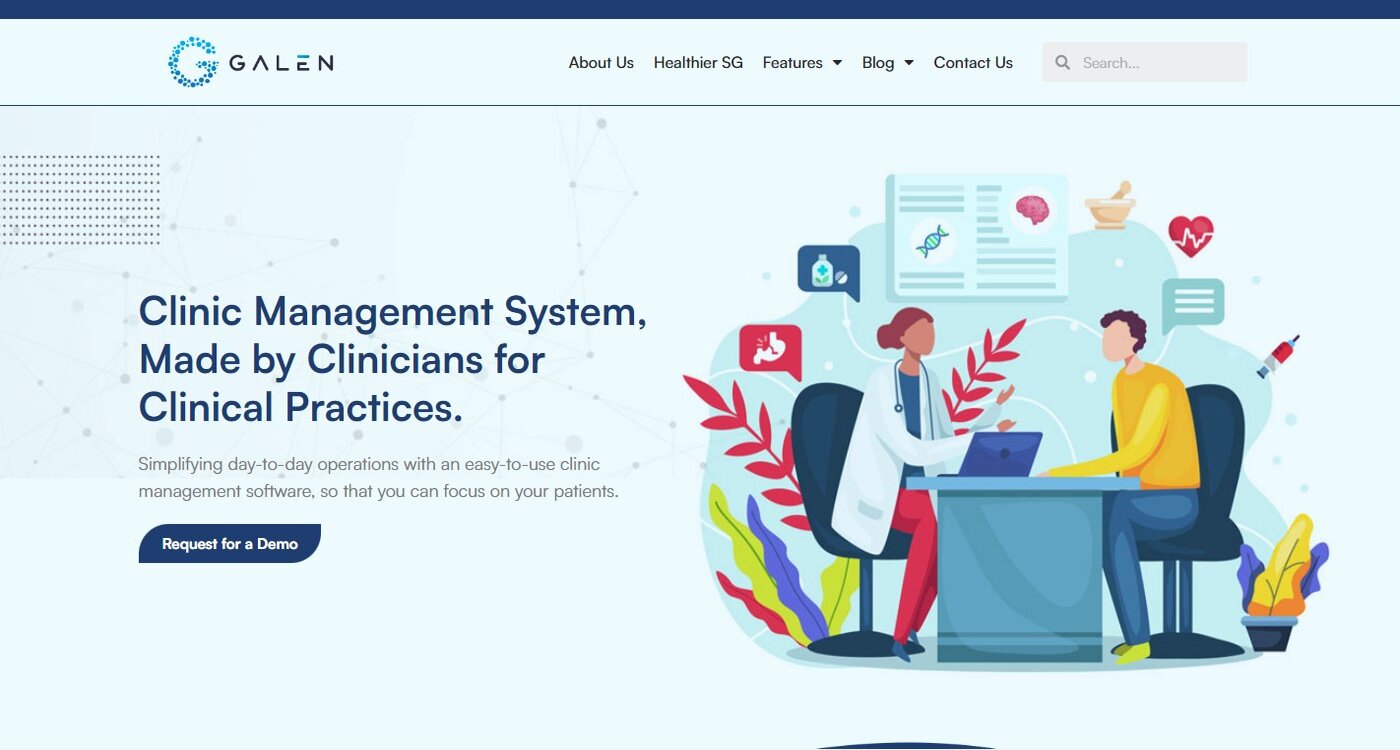 GALEN
About Us
Healthier SG
Features
Blog
Contact Us
Search...
Clinic Management System,
Made by Clinicians for
Clinical Practices.
Simplifying day-to-day operations with an easy-to-use clinic
management software, so that you can focus on your patients.
Request for a Demo